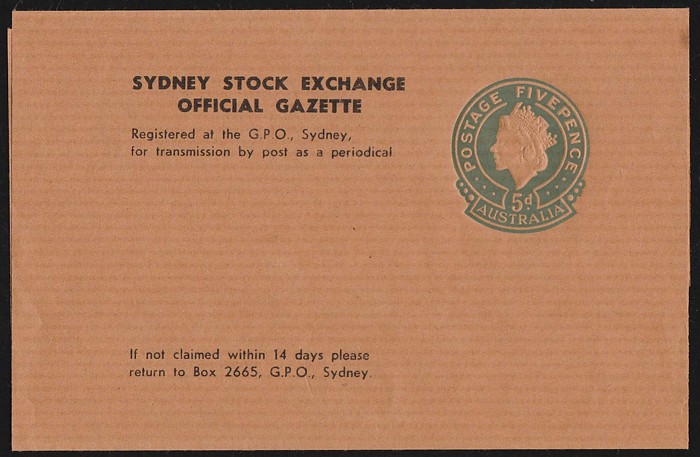 SYDNEY STOCK EXCHANGE
OFFICIAL GAZETTE
Registered at the G.P.O., Sydney,
for transmission by post as a periodical
POSTAGE FIVEPENCE
5d
AUSTRALIA
If not claimed within 14 days please
return to Box 2665, G.P.O., Sydney.